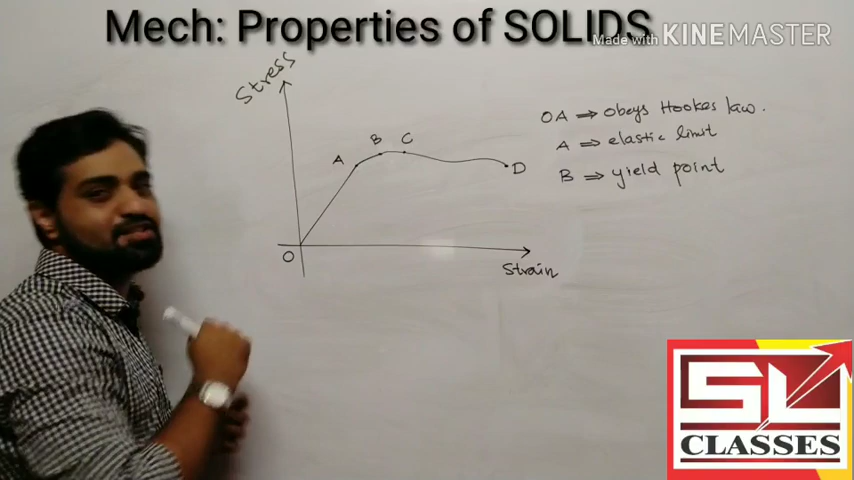 Mech: Properties of SOLIDS
Made with KINEMASTER
Stress
OA ⇒ Obeys Hookes law.
A ⇒ elastic limit
B ⇒ yield point
A
B
C
D
O
Strain
SL
CLASSES